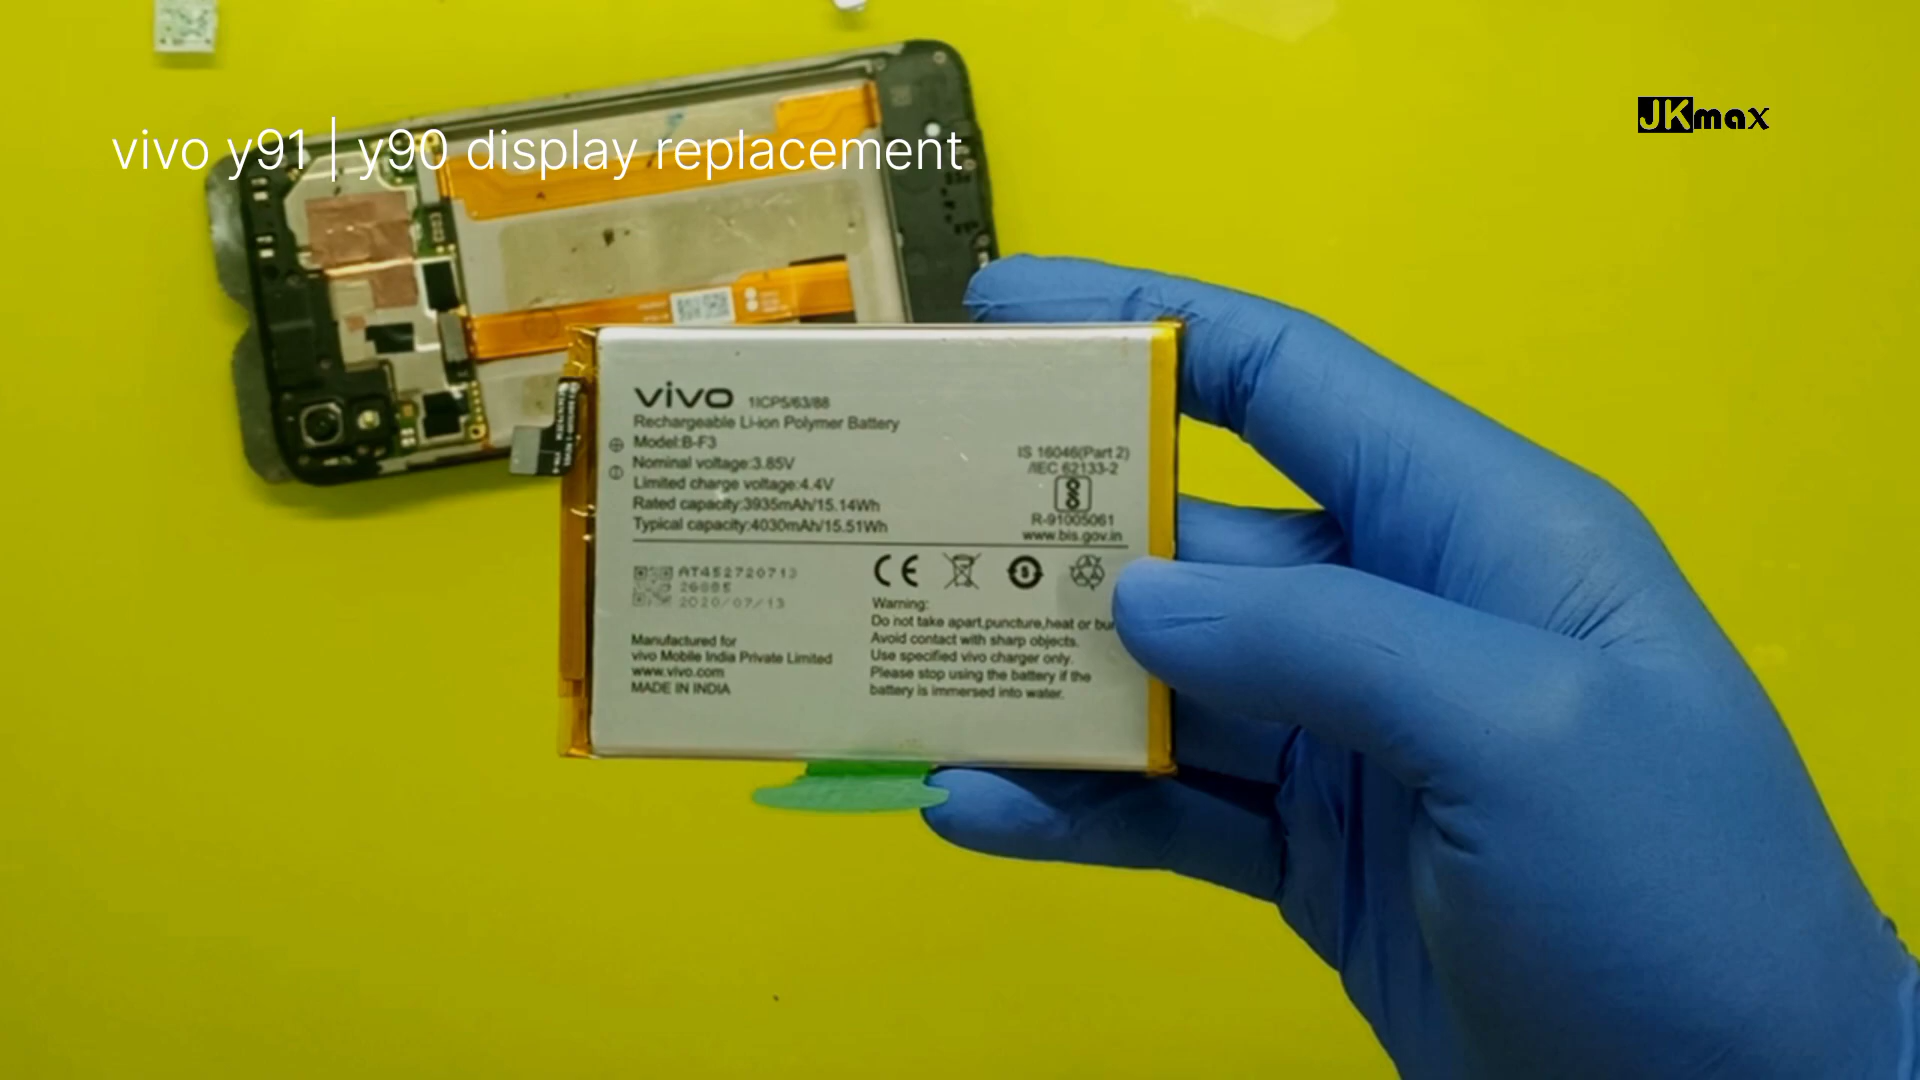 vivo y91 | y90 display replacement
JKmax
vivo 1ICP5/63/88
Rechargeable Li-ion Polymer Battery
Model:B-F3
Nominal voltage:3.85V
Limited charge voltage:4.4V
Rated capacity:3935mAh/15.14Wh
Typical capacity:4030mAh/15.51Wh
IS 16046(Part 2)
/IEC 62133-2
R-91005061
www.bis.gov.in
AT452720713
26885
2020/07/13
Manufactured for
vivo Mobile India Private Limited
www.vivo.com
MADE IN INDIA
CE
Warning:
Do not take apart,puncture,heat or
Avoid contact with sharp objects.
Use specified vivo charger only.
Please stop using the battery if the
battery is immersed into water.